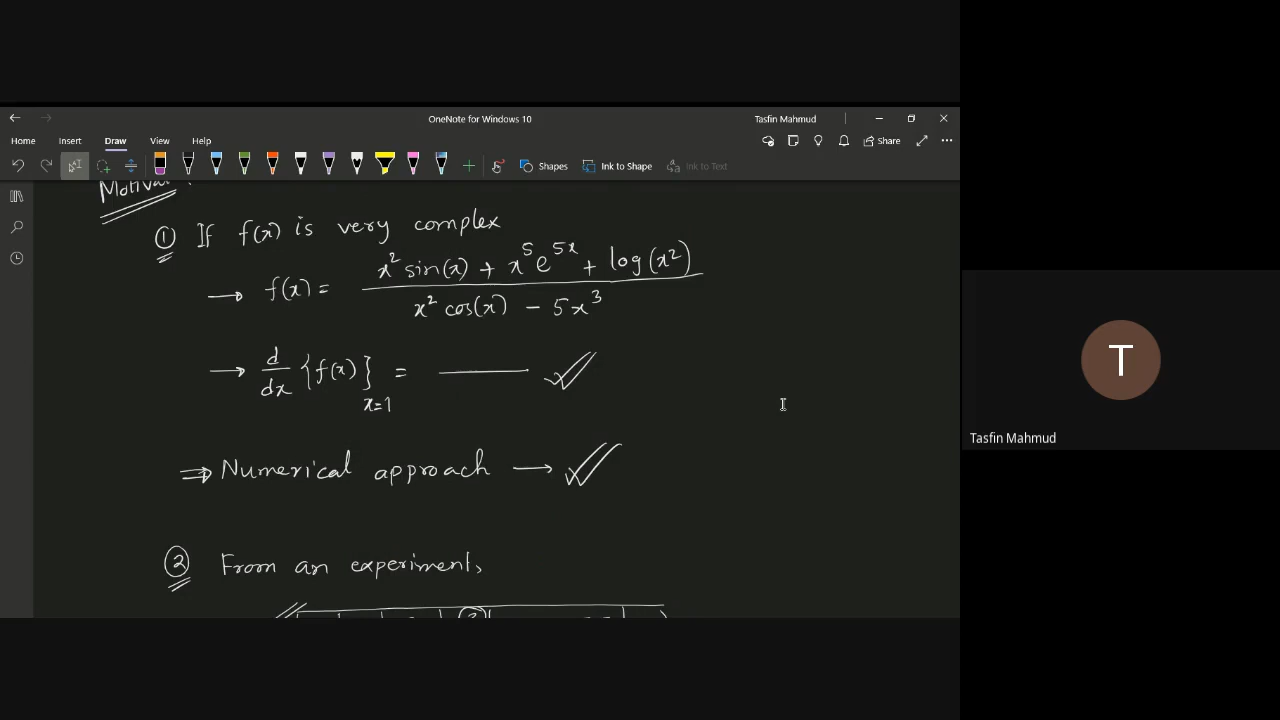 OneNote for Windows 10
Tasfin Mahmud
Home Insert Draw View Help
Share
Shapes Ink to Shape Ink to Text
① If f(x) is very complex
→ f(x) = (x² sin(x) + x⁵e⁵ˣ + log(x²)) / (x² cos(x) − 5x³)
→ d/dx {f(x)} x=1 = ______ ✓
⇒ Numerical approach → ✓
② From an experiment,
T
Tasfin Mahmud